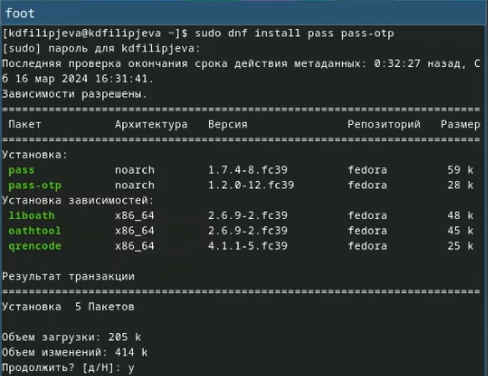 foot
[kdfilipjeva@kdfilipjeva ~]$ sudo dnf install pass pass-otp
[sudo] пароль для kdfilipjeva:
Последняя проверка окончания срока действия метаданных: 0:32:27 назад, С
б 16 мар 2024 16:31:41.
Зависимости разрешены.
================================================================================
Пакет Архитектура Версия Репозиторий Размер
================================================================================
Установка:
pass noarch 1.7.4-8.fc39 fedora 59 k
pass-otp noarch 1.2.0-12.fc39 fedora 28 k
Установка зависимостей:
liboath x86_64 2.6.9-2.fc39 fedora 48 k
oathtool x86_64 2.6.9-2.fc39 fedora 45 k
qrencode x86_64 4.1.1-5.fc39 fedora 25 k
Результат транзакции
================================================================================
Установка 5 Пакетов
Объем загрузки: 205 k
Объем изменений: 414 k
Продолжить? [д/Н]: y